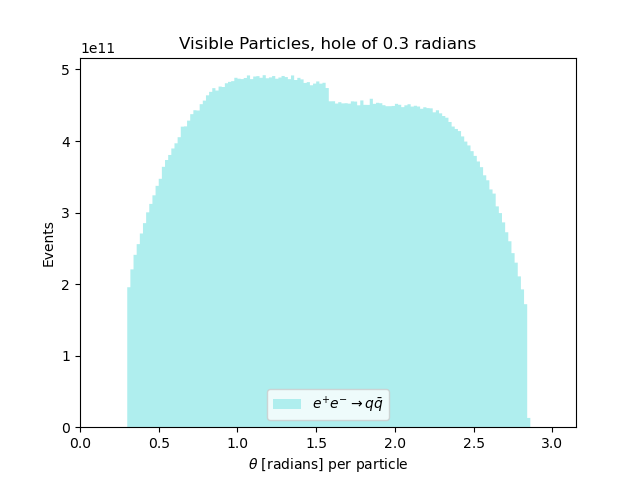 Visible Particles, hole of 0.3 radians
1e11
5
4
3
2
1
0
Events
e⁺e⁻ → qq̄
0.0 0.5 1.0 1.5 2.0 2.5 3.0
θ [radians] per particle